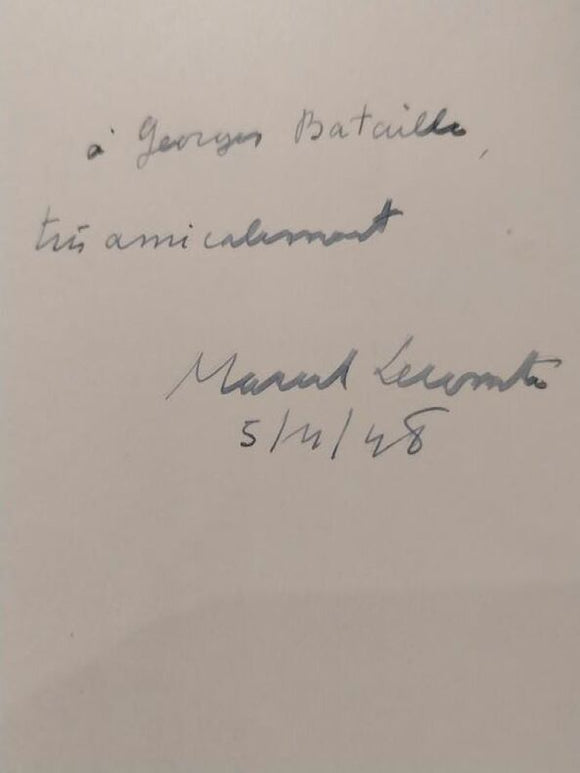 à Georges Bataille,
très amicalement
Marcel Lecomte
5/4/48